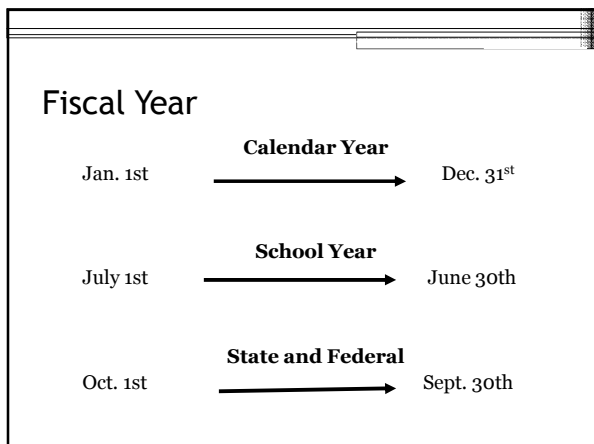 Fiscal Year
Calendar Year
Jan. 1st Dec. 31st
School Year
July 1st June 30th
State and Federal
Oct. 1st Sept. 30th